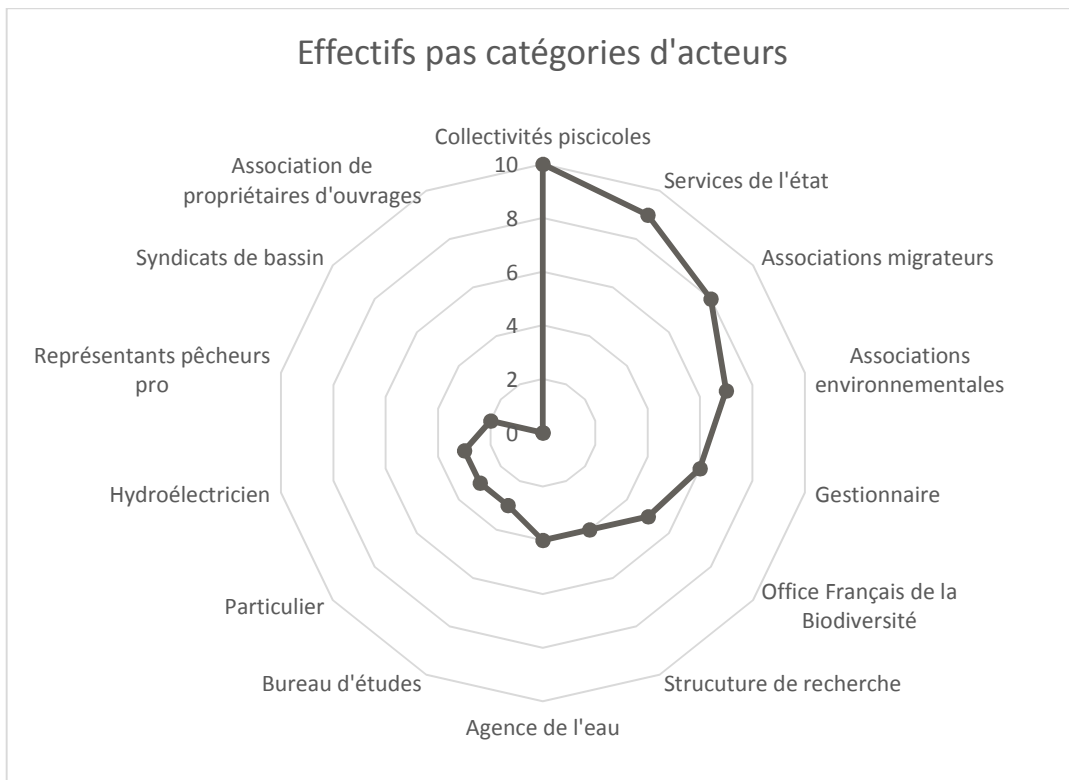 Effectifs pas catégories d'acteurs
Collectivités piscicoles
Services de l'état
Associations migrateurs
Associations
environnementales
Gestionnaire
Office Français de la
Biodiversité
Strucuture de recherche
Agence de l'eau
Bureau d'études
Particulier
Hydroélectricien
Représentants pêcheurs
pro
Syndicats de bassin
Association de
propriétaires d'ouvrages
10
8
6
4
2
0